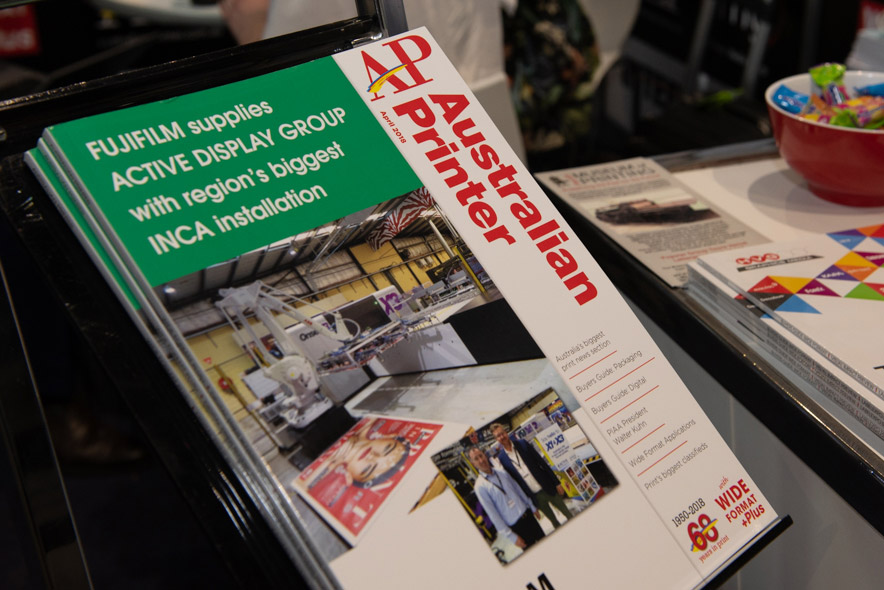 FUJIFILM supplies
ACTIVE DISPLAY GROUP
with region's biggest
INCA installation
AP
April 2018
Australian
Printer
Australia's biggest
print news section
Buyers Guide Packaging
Buyers Guide Digital
PIAA President
Walter Kuhn
Wide Format Applications
Print's biggest classifieds
1950-2018
68
years in print
with
WIDE
FORMAT
+Plus